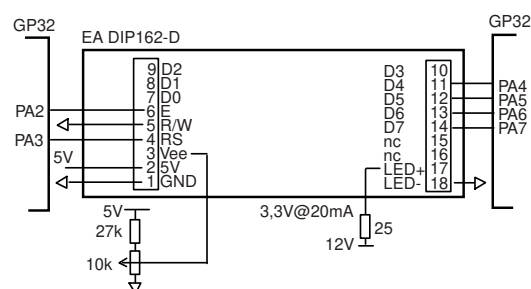 GP32
GP32
EA DIP162-D
9 D2
8 D1
7 D0
PA2 6 E
5 R/W
PA3 4 RS
3 Vee
5V 2 5V
1 GND
D3 10
D4 11 PA4
D5 12 PA5
D6 13 PA6
D7 14 PA7
nc 15
nc 16
LED+ 17
LED- 18
5V
27k
10k
3,3V@20mA
25
12V